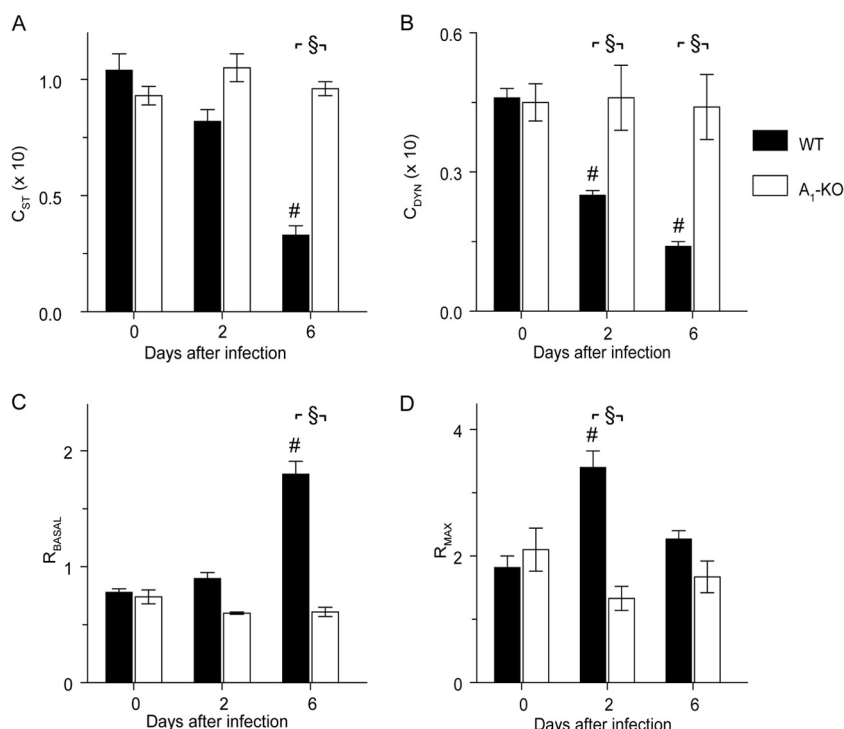 A
C_ST (x 10)
1.0
0.5
0.0
#
┌ § ┐
0 2 6
Days after infection
B
C_DYN (x 10)
0.6
0.3
0.0
#
#
┌ § ┐ ┌ § ┐
0 2 6
Days after infection
WT
A₁-KO
C
R_BASAL
2
1
0
#
┌ § ┐
0 2 6
Days after infection
D
R_MAX
4
2
0
#
┌ § ┐
0 2 6
Days after infection